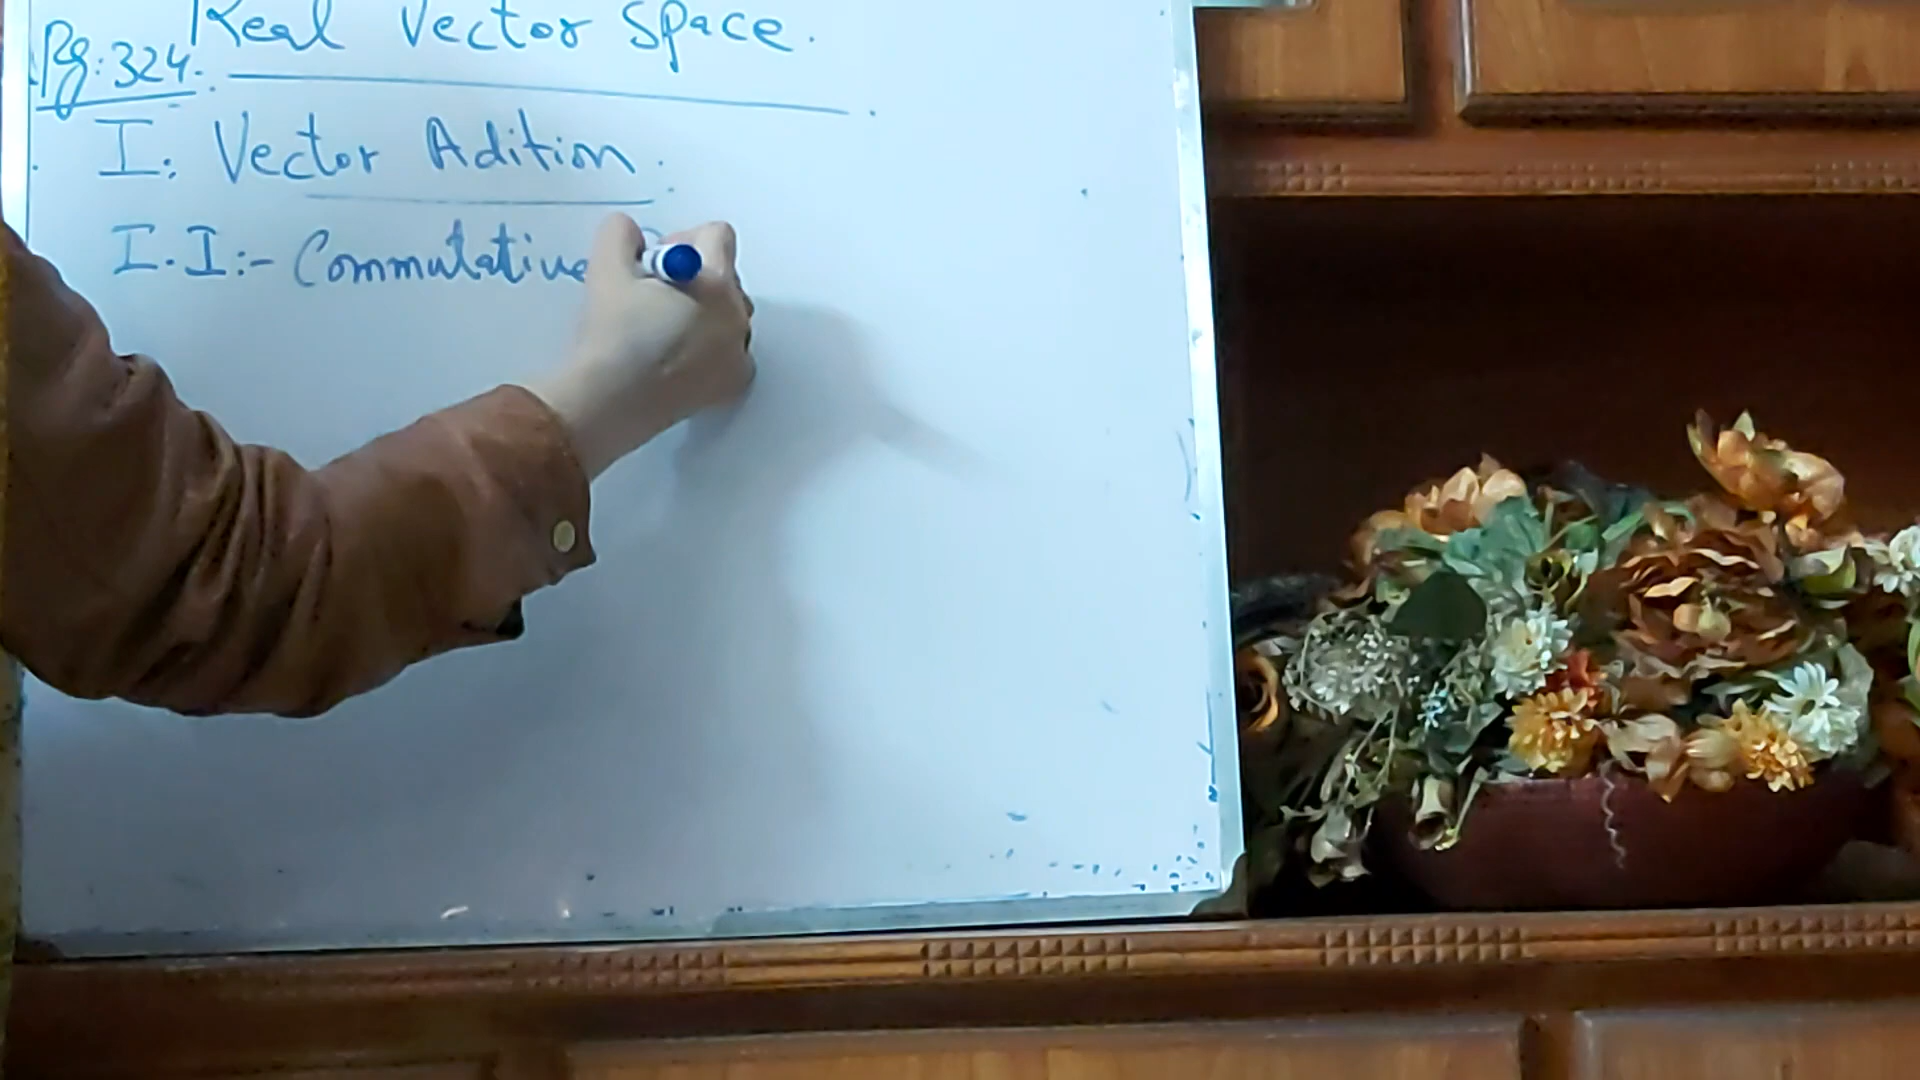 Real Vector Space.
Pg: 324.
I: Vector Adition.
I.I:- Commutative